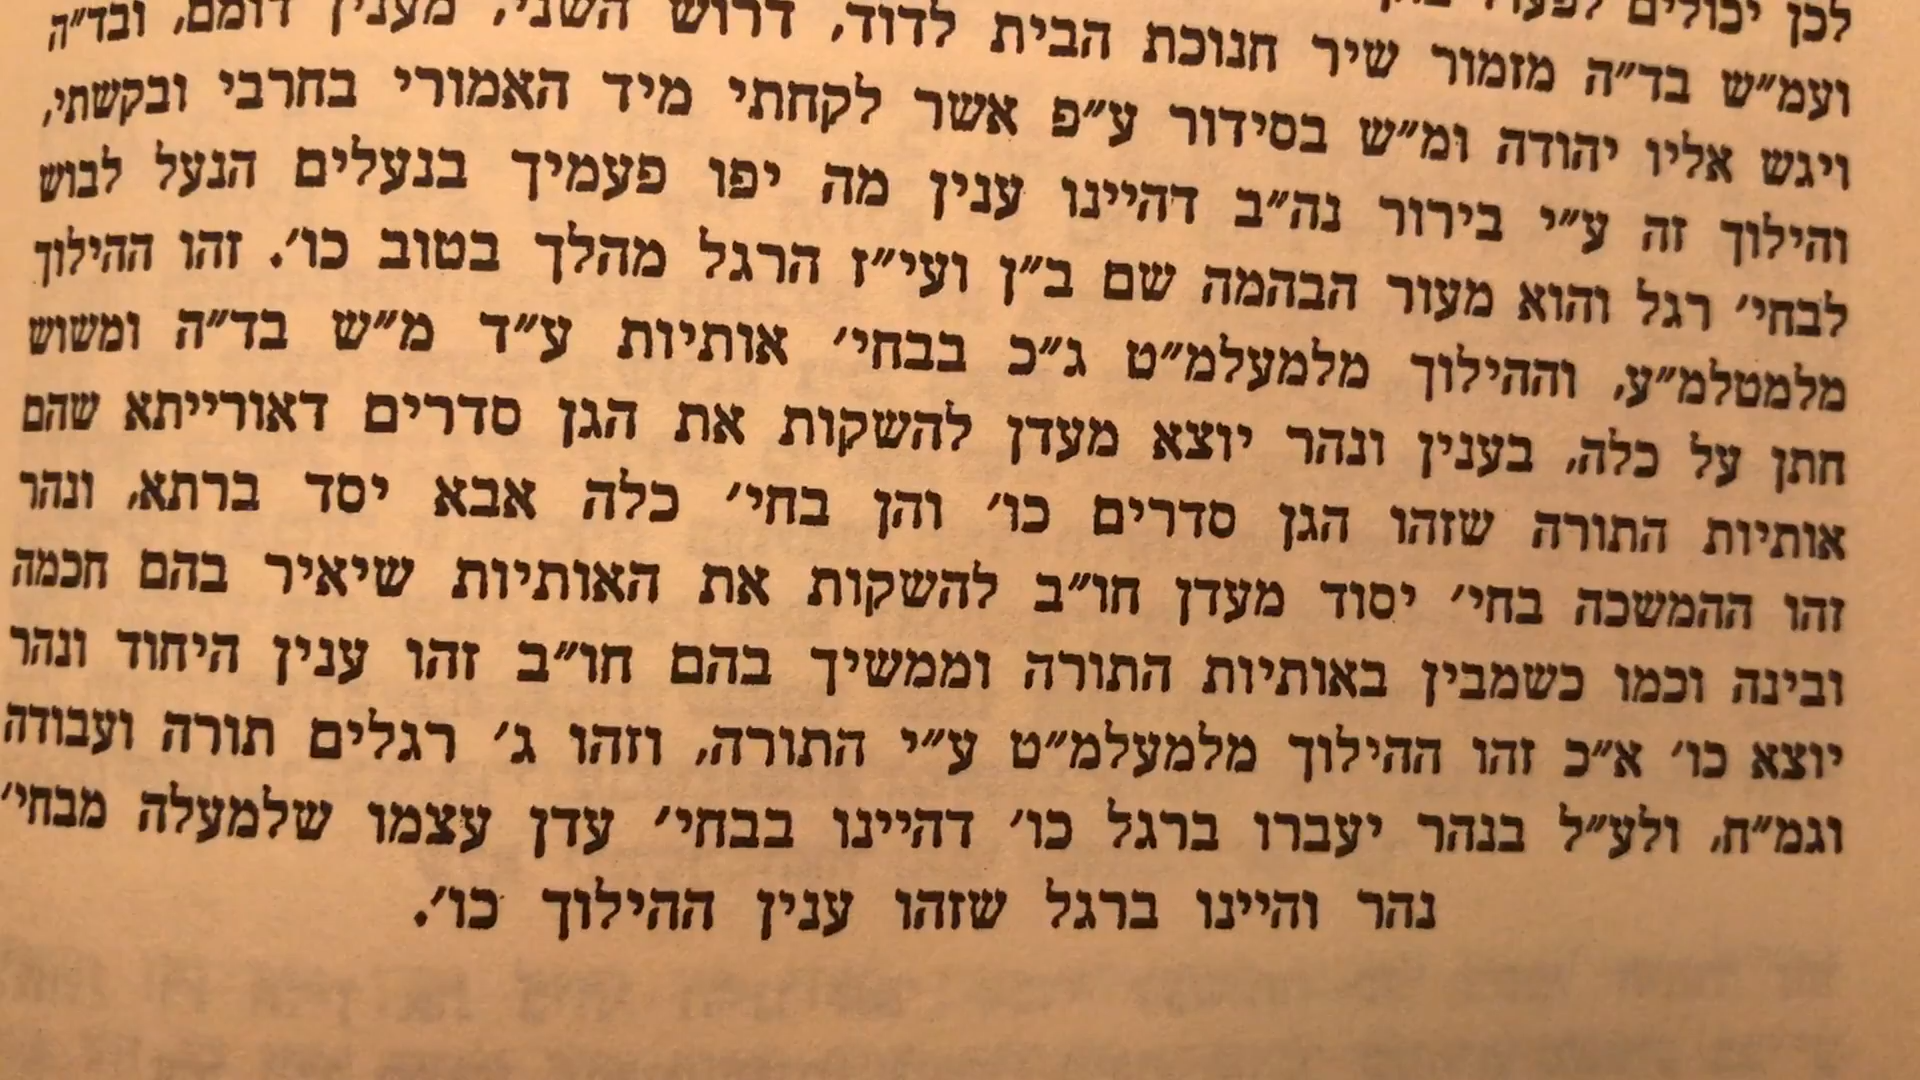 לכן יכולים לפעול
ועמ״ש בד״ה מזמור שיר חנוכת הבית לדוד, דרוש השני, מענין דומם, ובד״ה
ויגש אליו יהודה ומ״ש בסידור ע״פ אשר לקחתי מיד האמורי בחרבי ובקשתי,
והילוך זה ע״י בירור נה״ב דהיינו ענין מה יפו פעמיך בנעלים הנעל לבוש
לבחי׳ רגל והוא מעור הבהמה שם ב״ן ועי״ז הרגל מהלך בטוב כו׳. זהו ההילוך
מלמטלמ״ע, וההילוך מלמעלמ״ט ג״כ בבחי׳ אותיות ע״ד מ״ש בד״ה ומשוש
חתן על כלה, בענין ונהר יוצא מעדן להשקות את הגן סדרים דאורייתא שהם
אותיות התורה שזהו הגן סדרים כו׳ והן בחי׳ כלה אבא יסד ברתא, ונהר
זהו ההמשכה בחי׳ יסוד מעדן חו״ב להשקות את האותיות שיאיר בהם חכמה
ובינה וכמו כשמבין באותיות התורה וממשיך בהם חו״ב זהו ענין היחוד ונהר
יוצא כו׳ א״כ זהו ההילוך מלמעלמ״ט ע״י התורה, וזהו ג׳ רגלים תורה ועבודה
וגמ״ח, ולע״ל בנהר יעברו ברגל כו׳ דהיינו בבחי׳ עדן עצמו שלמעלה מבחי׳
נהר והיינו ברגל שזהו ענין ההילוך כו׳.